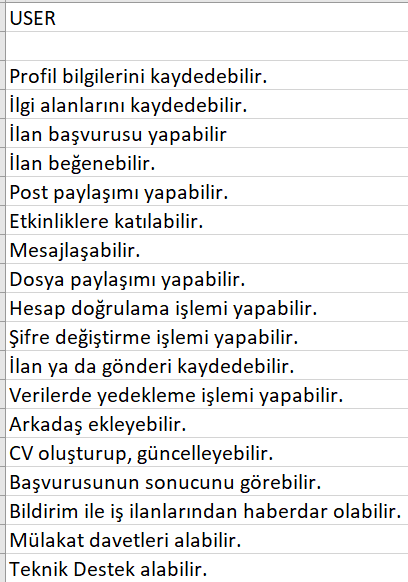 USER
Profil bilgilerini kaydedebilir.
İlgi alanlarını kaydedebilir.
İlan başvurusu yapabilir
İlan beğenebilir.
Post paylaşımı yapabilir.
Etkinliklere katılabilir.
Mesajlaşabilir.
Dosya paylaşımı yapabilir.
Hesap doğrulama işlemi yapabilir.
Şifre değiştirme işlemi yapabilir.
İlan ya da gönderi kaydedebilir.
Verilerde yedekleme işlemi yapabilir.
Arkadaş ekleyebilir.
CV oluşturup, güncelleyebilir.
Başvurusunun sonucunu görebilir.
Bildirim ile iş ilanlarından haberdar olabilir.
Mülakat davetleri alabilir.
Teknik Destek alabilir.